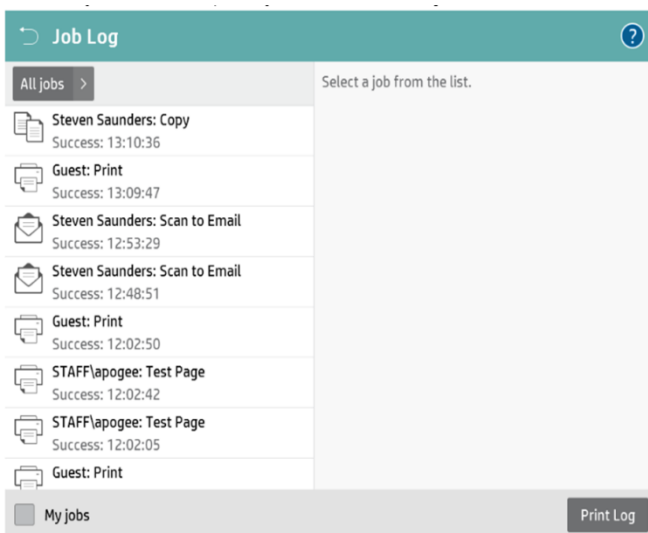 Job Log
?
All jobs >
Select a job from the list.
Steven Saunders: Copy
Success: 13:10:36
Guest: Print
Success: 13:09:47
Steven Saunders: Scan to Email
Success: 12:53:29
Steven Saunders: Scan to Email
Success: 12:48:51
Guest: Print
Success: 12:02:50
STAFF\apogee: Test Page
Success: 12:02:42
STAFF\apogee: Test Page
Success: 12:02:05
Guest: Print
My jobs
Print Log